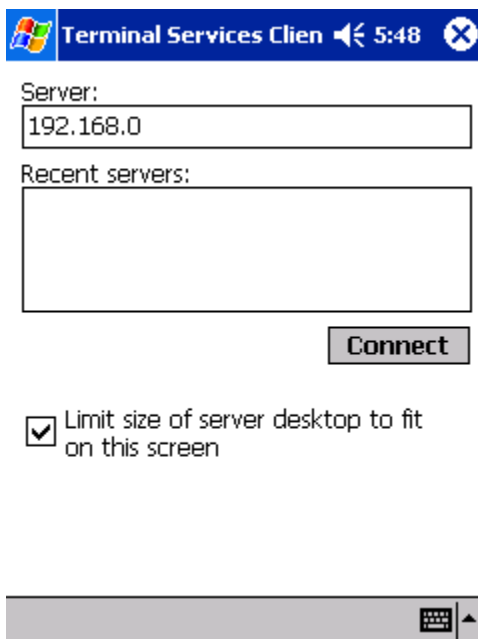 Terminal Services Clien 5:48
Server:
192.168.0
Recent servers:
Connect
Limit size of server desktop to fit
on this screen